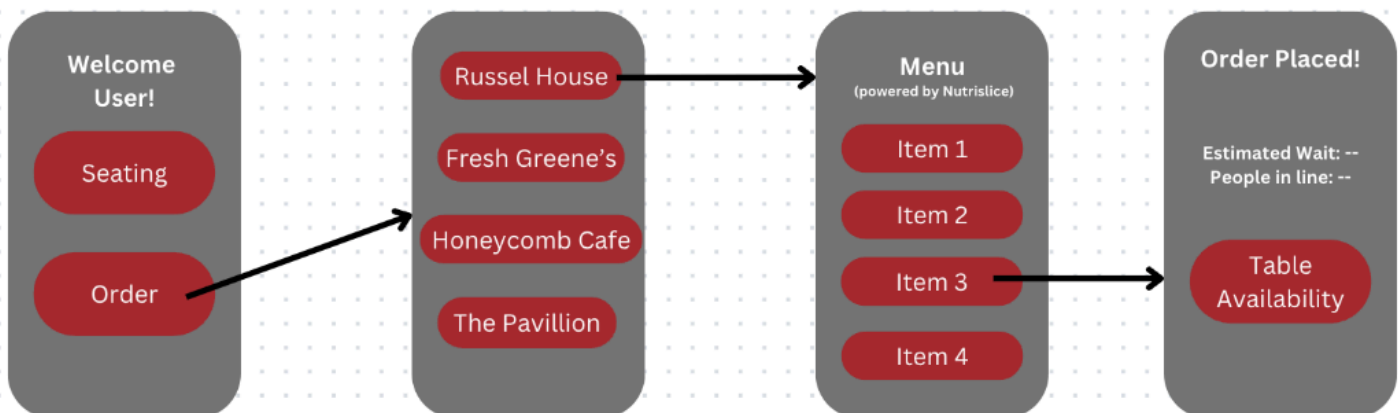 Welcome
User!
Seating
Order
Russel House
Fresh Greene's
Honeycomb Cafe
The Pavillion
Menu
(powered by Nutrislice)
Item 1
Item 2
Item 3
Item 4
Order Placed!
Estimated Wait: --
People in line: --
Table
Availability